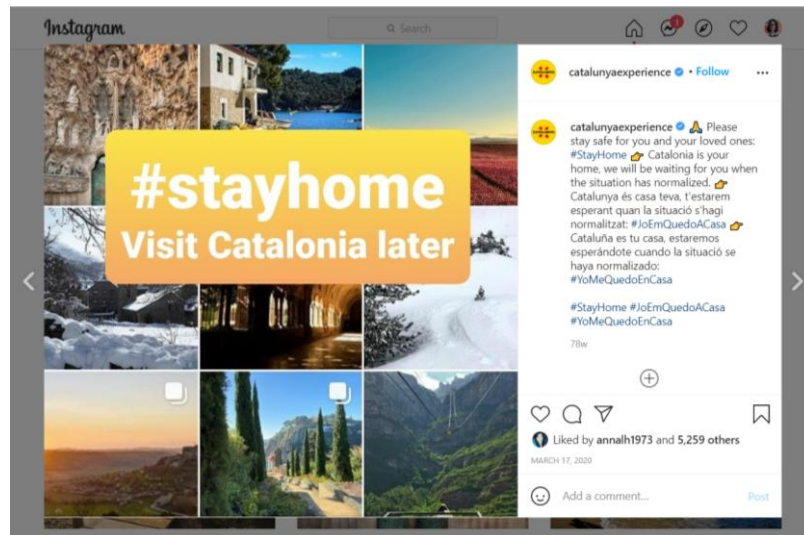 Instagram
Search
1
#stayhome
Visit Catalonia later
catalunyaexperience • Follow
catalunyaexperience 🙏 Please
stay safe for you and your loved ones:
#StayHome 👉 Catalonia is your
home, we will be waiting for you when
the situation has normalized. 👉
Catalunya és casa teva, t'estarem
esperant quan la situació s'hagi
normalitzat: #JoEmQuedoACasa 👉
Cataluña es tu casa, estaremos
esperándote cuando la situació se
haya normalizado:
#YoMeQuedoEnCasa
#StayHome #JoEmQuedoACasa
#YoMeQuedoEnCasa
78w
Liked by annalh1973 and 5,259 others
MARCH 17, 2020
Add a comment...
Post